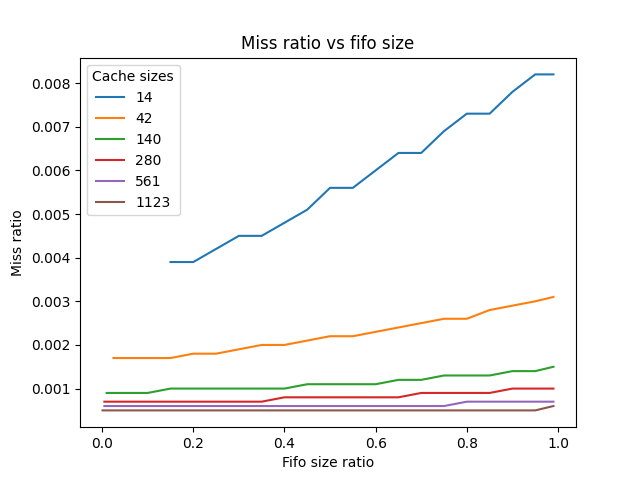 Miss ratio vs fifo size
Cache sizes
14
42
140
280
561
1123
0.008
0.007
0.006
0.005
0.004
0.003
0.002
0.001
Miss ratio
0.0 0.2 0.4 0.6 0.8 1.0
Fifo size ratio